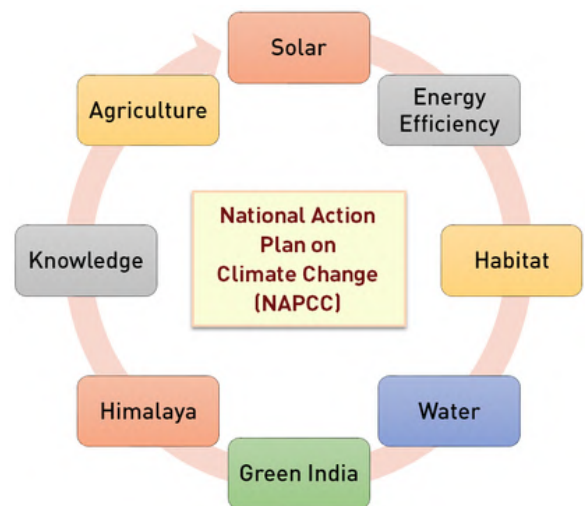 Solar
Energy
Efficiency
Habitat
Water
Green India
Himalaya
Knowledge
Agriculture
National Action
Plan on
Climate Change
(NAPCC)